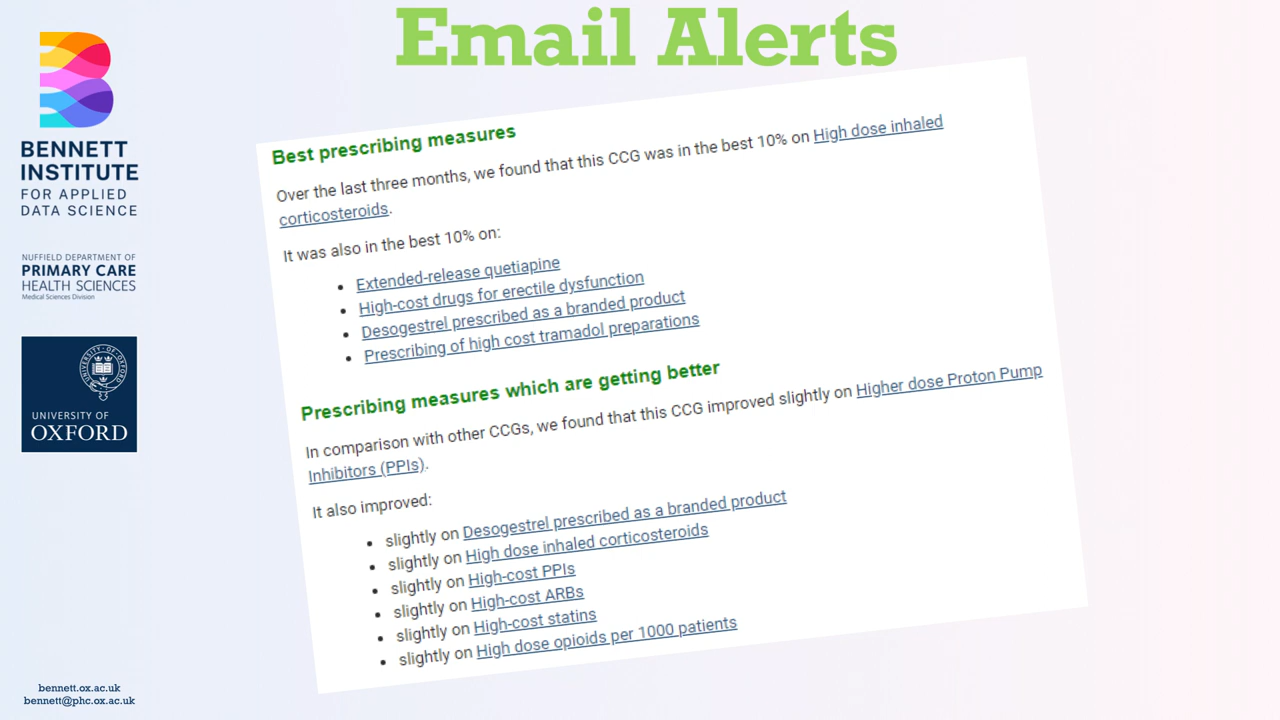 Email Alerts
BENNETT
INSTITUTE
FOR APPLIED
DATA SCIENCE
NUFFIELD DEPARTMENT OF
PRIMARY CARE
HEALTH SCIENCES
Medical Sciences Division
UNIVERSITY OF
OXFORD
Best prescribing measures
Over the last three months, we found that this CCG was in the best 10% on High dose inhaled
corticosteroids.
It was also in the best 10% on:
• Extended-release quetiapine
• High-cost drugs for erectile dysfunction
• Desogestrel prescribed as a branded product
• Prescribing of high cost tramadol preparations
Prescribing measures which are getting better
In comparison with other CCGs, we found that this CCG improved slightly on Higher dose Proton Pump
Inhibitors (PPIs).
It also improved:
• slightly on Desogestrel prescribed as a branded product
• slightly on High dose inhaled corticosteroids
• slightly on High-cost PPIs
• slightly on High-cost ARBs
• slightly on High-cost statins
• slightly on High dose opioids per 1000 patients
bennett.ox.ac.uk
bennett@phc.ox.ac.uk